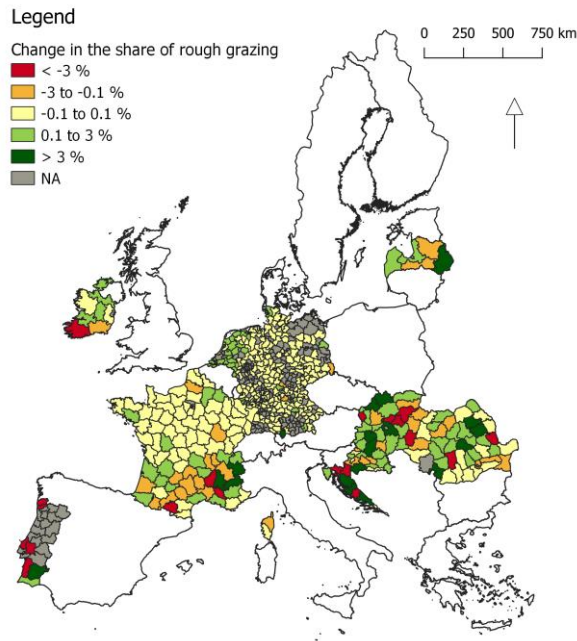 Legend
Change in the share of rough grazing
< -3 %
-3 to -0.1 %
-0.1 to 0.1 %
0.1 to 3 %
> 3 %
NA
0 250 500 750 km